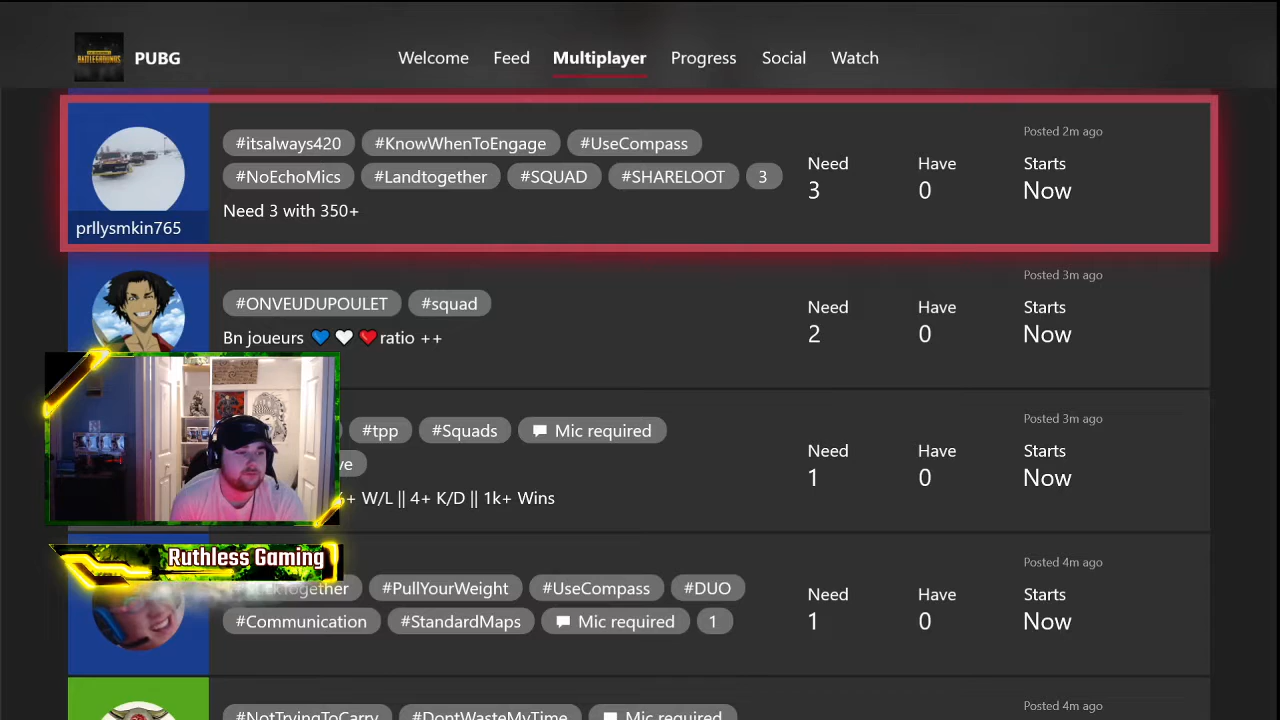 PUBG
Welcome Feed Multiplayer Progress Social Watch
#itsalways420 #KnowWhenToEngage #UseCompass
#NoEchoMics #Landtogether #SQUAD #SHARELOOT 3
Need 3 with 350+
prllysmkin765
Need 3
Have 0
Posted 2m ago
Starts
Now
#ONVEUDUPOULET #squad
Bn joueurs 💙 🤍 ❤️ ratio ++
Need 2
Have 0
Posted 3m ago
Starts
Now
#tpp #Squads Mic required
+ W/L || 4+ K/D || 1k+ Wins
Need 1
Have 0
Posted 3m ago
Starts
Now
Ruthless Gaming
#PullYourWeight #UseCompass #DUO
#Communication #StandardMaps Mic required 1
Need 1
Have 0
Posted 4m ago
Starts
Now
#NotTryingToCarry #DontWasteMyTime Mic required
Posted 4m ago